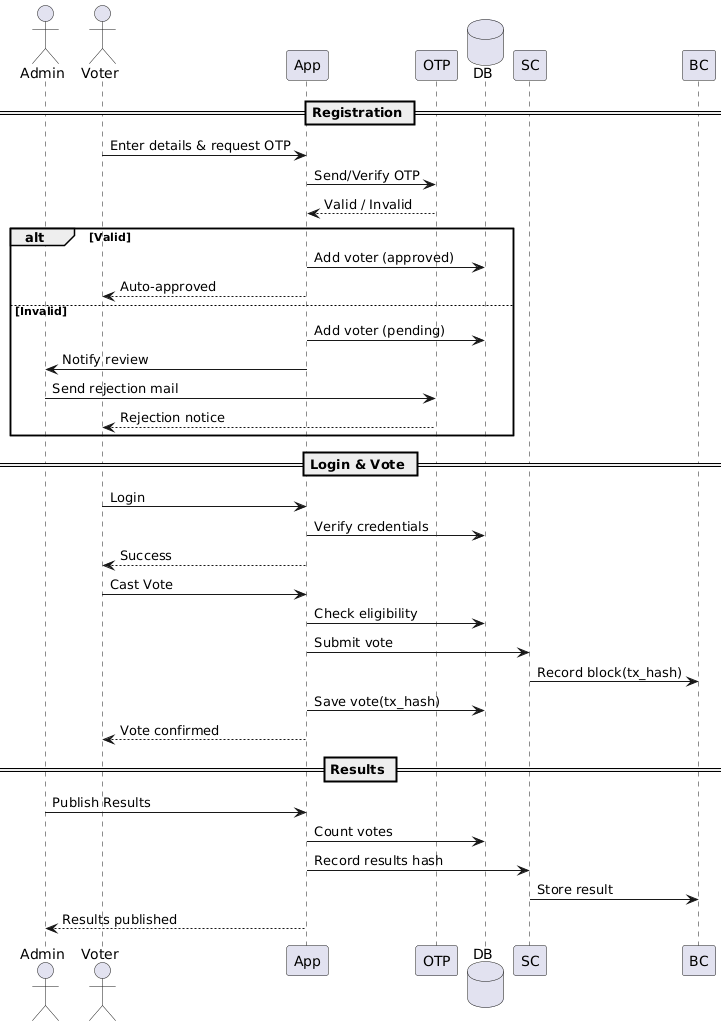 Admin Voter App OTP DB SC BC
Registration
Enter details & request OTP
Send/Verify OTP
Valid / Invalid
alt [Valid]
Add voter (approved)
Auto-approved
[Invalid]
Add voter (pending)
Notify review
Send rejection mail
Rejection notice
Login & Vote
Login
Verify credentials
Success
Cast Vote
Check eligibility
Submit vote
Record block(tx_hash)
Save vote(tx_hash)
Vote confirmed
Results
Publish Results
Count votes
Record results hash
Store result
Results published
Admin Voter App OTP DB SC BC